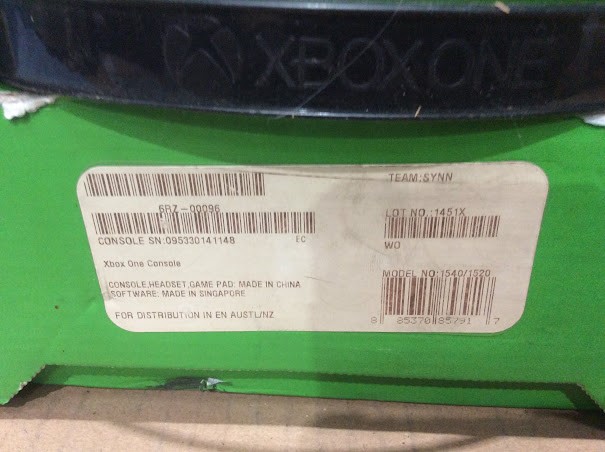 XBOX ONE
TEAM:SYNN
6RZ-00096
LOT NO.:1451X
CONSOLE SN:095330141148 EC
WO
Xbox One Console
MODEL NO:1540/1520
CONSOLE,HEADSET,GAME PAD: MADE IN CHINA
SOFTWARE: MADE IN SINGAPORE
FOR DISTRIBUTION IN EN AUSTL/NZ
8 85370 85791 7